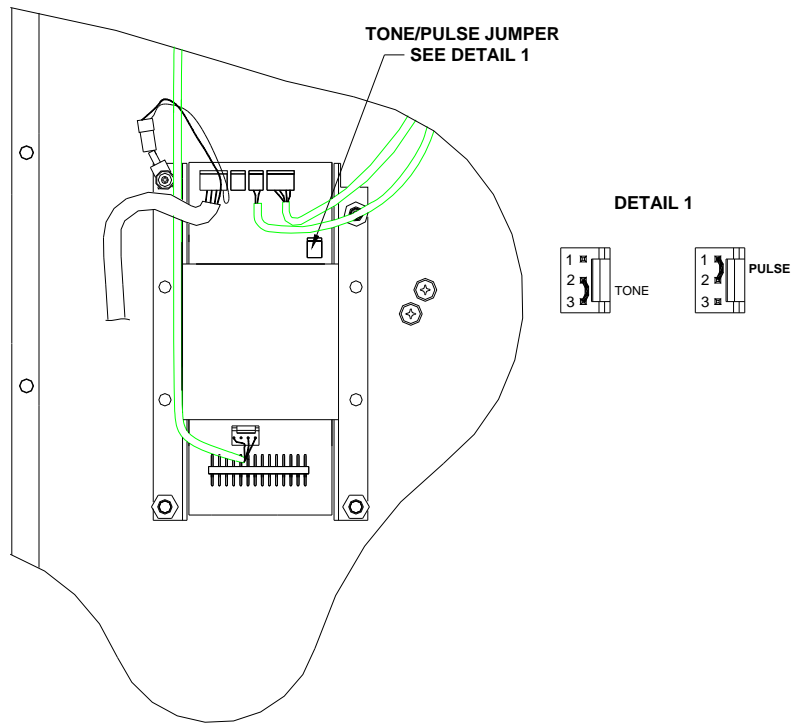 TONE/PULSE JUMPER
SEE DETAIL 1
DETAIL 1
1
2
3
TONE
1
2
3
PULSE